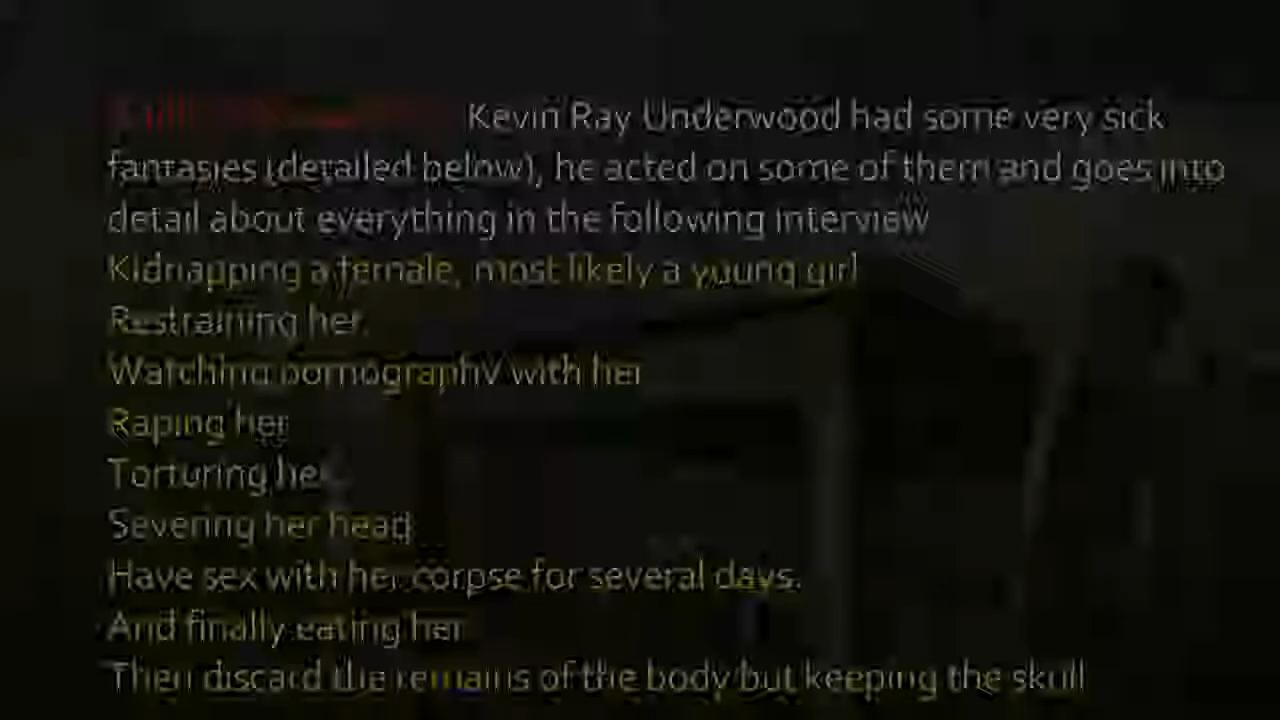 Kevin Ray Underwood had some very sick
fantasies (detailed below), he acted on some of them and goes into
detail about everything in the following interview
Kidnapping a female, most likely a young girl
Restraining her
Watching pornography with her
Raping her
Torturing her
Severing her head
Have sex with her corpse for several days.
And finally eating her
Then discard the remains of the body but keeping the skull